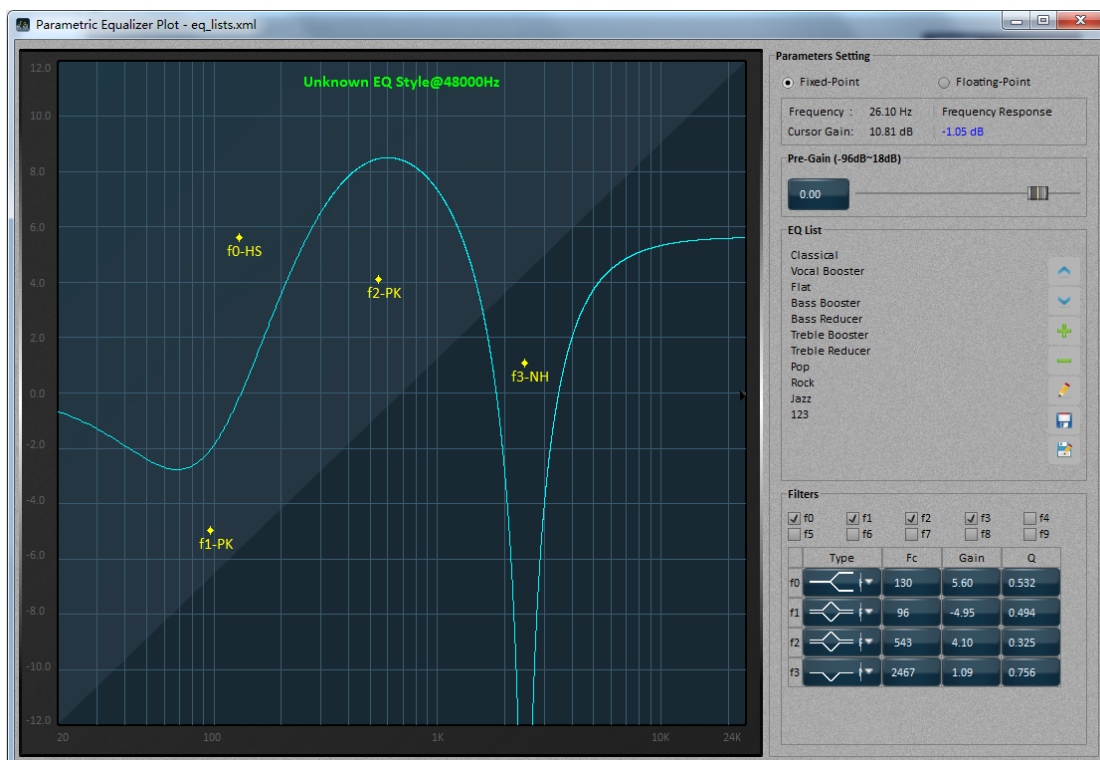 Parametric Equalizer Plot - eq_lists.xml
Unknown EQ Style@48000Hz
12.0
10.0
8.0
6.0
4.0
2.0
0.0
-2.0
-4.0
-6.0
-8.0
-10.0
-12.0
f0-HS
f2-PK
f3-NH
f1-PK
20 100 1K 10K 24K
Parameters Setting
Fixed-Point Floating-Point
Frequency : 26.10 Hz Frequency Response
Cursor Gain: 10.81 dB -1.05 dB
Pre-Gain (-96dB~18dB)
0.00
EQ List
Classical
Vocal Booster
Flat
Bass Booster
Bass Reducer
Treble Booster
Treble Reducer
Pop
Rock
Jazz
123
Filters
f0 f1 f2 f3 f4
f5 f6 f7 f8 f9
Type Fc Gain Q
f0 130 5.60 0.532
f1 96 -4.95 0.494
f2 543 4.10 0.325
f3 2467 1.09 0.756